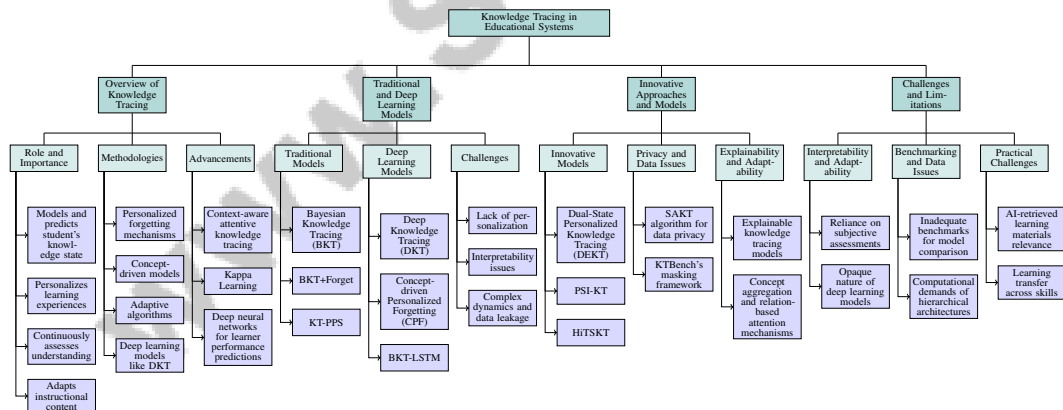 Knowledge Tracing in
Educational Systems
Overview of
Knowledge
Tracing
Traditional
and Deep
Learning
Models
Innovative
Approaches
and Models
Challenges
and Lim-
itations
Role and
Importance
Methodologies
Advancements
Traditional
Models
Deep
Learning
Models
Challenges
Innovative
Models
Privacy and
Data Issues
Explainability
and Adapt-
ability
Interpretability
and Adapt-
ability
Benchmarking
and Data
Issues
Practical
Challenges
Models and
predicts
student's
knowl-
edge state
Personalizes
learning
experiences
Continuously
assesses
understanding
Adapts
instructional
content
Personalized
forgetting
mechanisms
Concept-
driven models
Adaptive
algorithms
Deep learning
models
like DKT
Context-aware
attentive
knowledge
tracing
Kappa
Learning
Deep neural
networks
for learner
performance
predictions
Bayesian
Knowledge
Tracing
(BKT)
BKT+Forget
KT-PPS
Deep
Knowledge
Tracing
(DKT)
Concept-
driven
Personalized
Forgetting
(CPF)
BKT-LSTM
Lack of per-
sonalization
Interpretability
issues
Complex
dynamics and
data leakage
Dual-State
Personalized
Knowledge
Tracing
(DEKT)
PSI-KT
HiTSKT
SAKT
algorithm for
data privacy
KTBench's
masking
framework
Explainable
knowledge
tracing
models
Concept
aggregation
and relation-
based
attention
mechanisms
Reliance on
subjective
assessments
Opaque
nature of
deep learning
models
Inadequate
benchmarks
for model
comparison
Computational
demands of
hierarchical
architectures
AI-retrieved
learning
materials
relevance
Learning
transfer
across skills
www.s